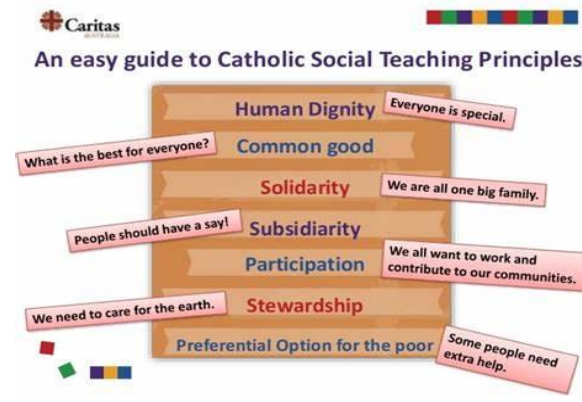 Caritas
AUSTRALIA
An easy guide to Catholic Social Teaching Principles
Human Dignity
Everyone is special.
What is the best for everyone?
Common good
Solidarity
We are all one big family.
People should have a say!
Subsidiarity
Participation
We all want to work and
contribute to our communities.
We need to care for the earth.
Stewardship
Preferential Option for the poor
Some people need
extra help.